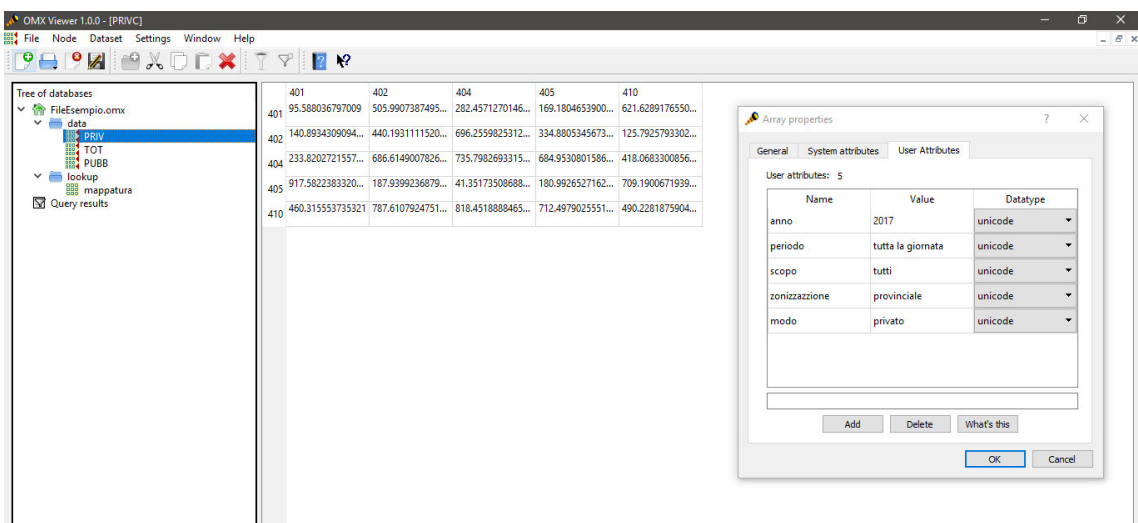 OMX Viewer 1.0.0 - [PRIVC]
File Node Dataset Settings Window Help
Tree of databases
FileEsempio.omx
data
PRIV
TOT
PUBB
lookup
mappatura
Query results
401 402 404 405 410
401 95.588036797009 505.9907387495... 282.4571270146... 169.1804653900... 621.6289176550...
402 140.8934309094... 440.1931111520... 696.2559825312... 334.8805345673... 125.7925793302...
404 233.8202721557... 686.6149007826... 735.7982693315... 684.9530801586... 418.0683300856...
405 917.5822383320... 187.9399236879... 41.35173508688... 180.9926527162... 709.1900671939...
410 460.315553735321 787.6107924751... 818.4518888465... 712.4979025551... 490.2281875904...
Array properties
General System attributes User Attributes
User attributes: 5
Name Value Datatype
anno 2017 unicode
periodo tutta la giornata unicode
scopo tutti unicode
zonizzazzione provinciale unicode
modo privato unicode
Add Delete What's this
OK Cancel